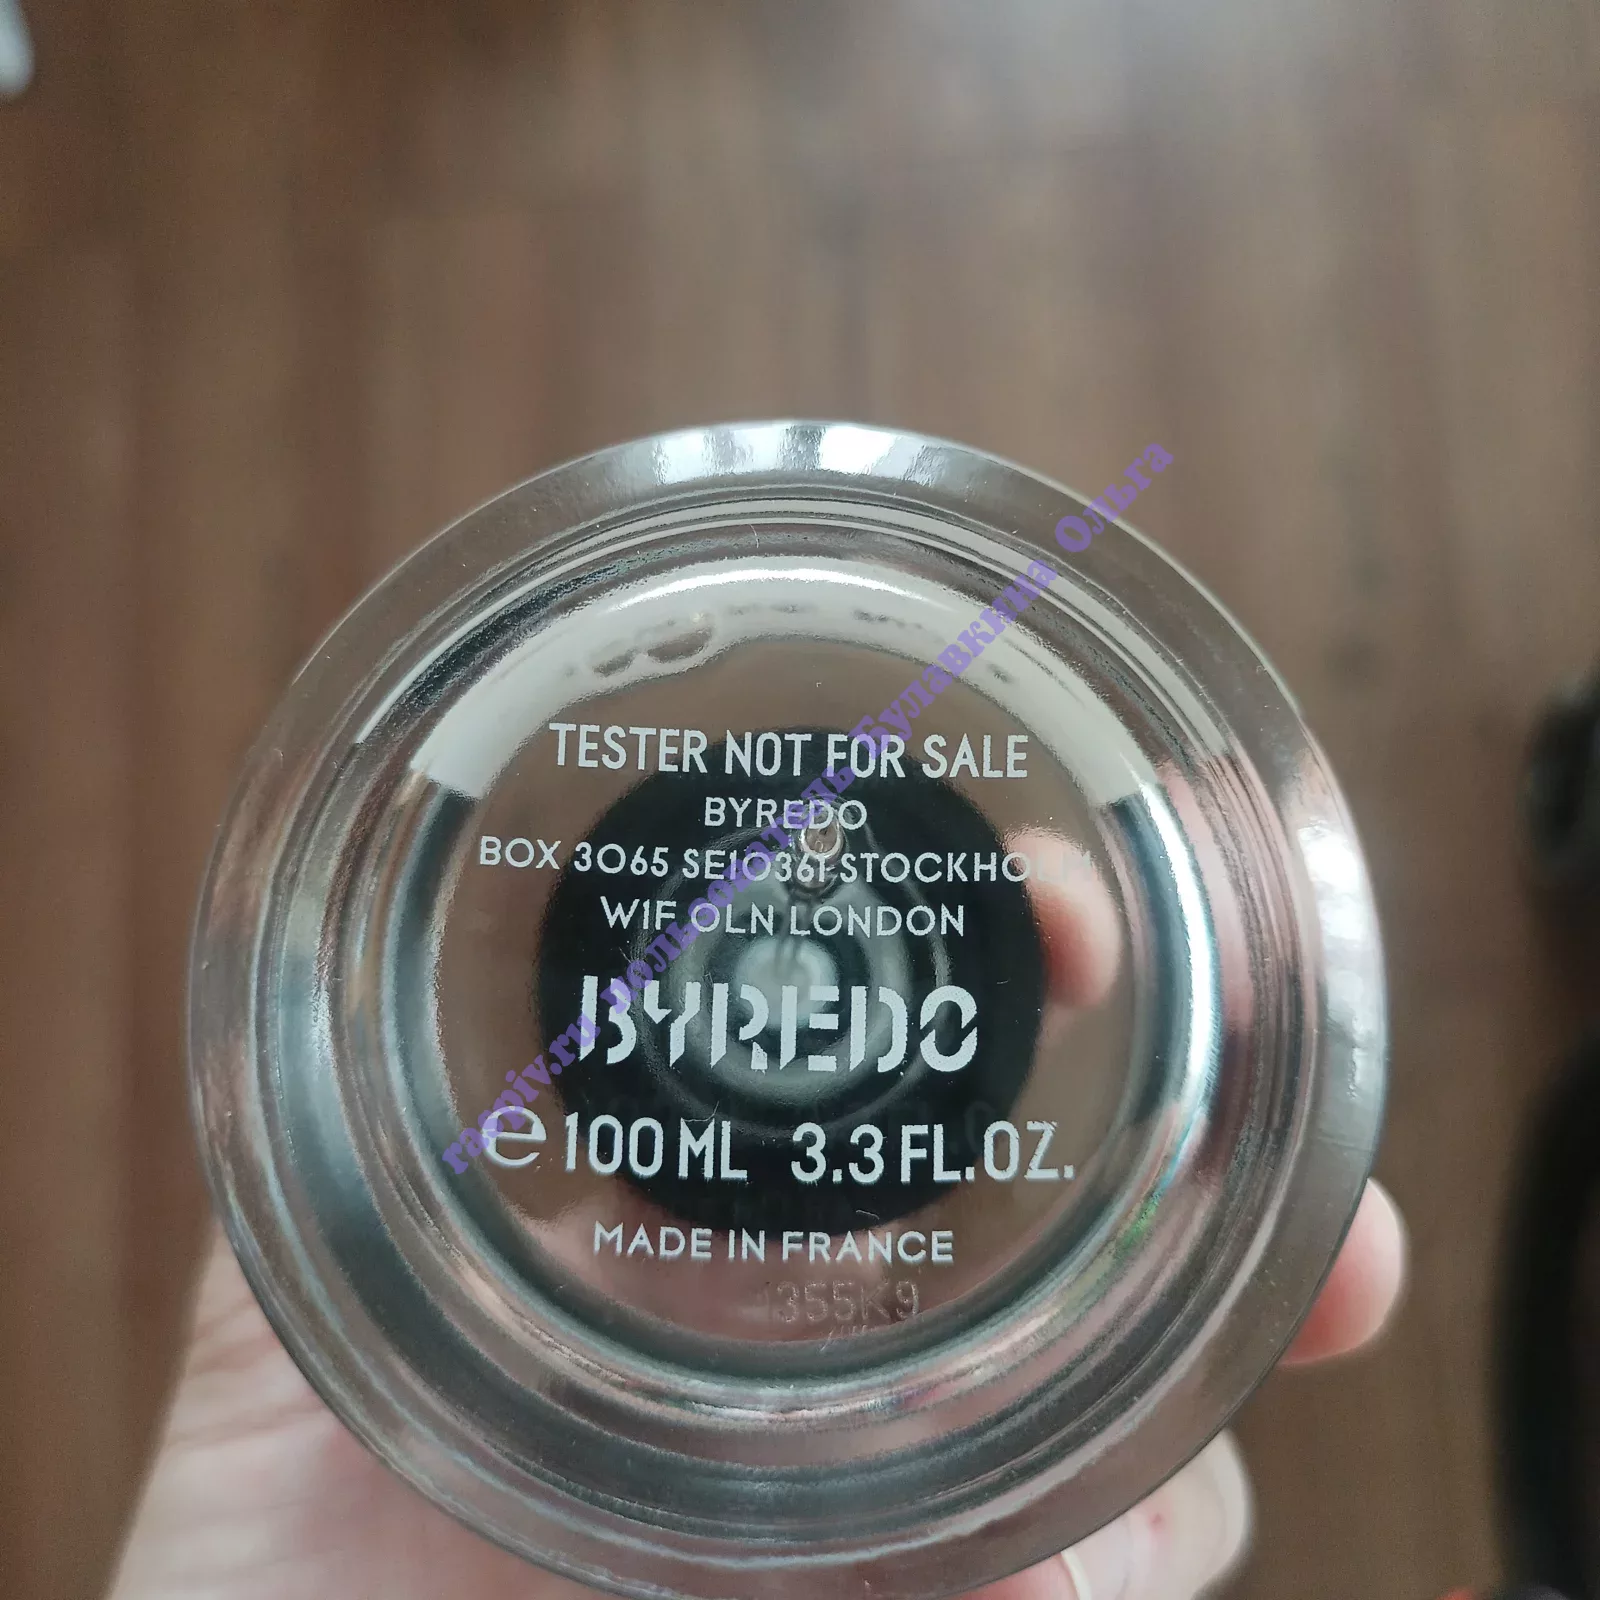 TESTER NOT FOR SALE
BYREDO
BOX 3065 SE10361 STOCKHOLM
W1F OLN LONDON
BYREDO
e 100 ML 3.3 FL.OZ.
MADE IN FRANCE
1355K9
raspiv.ru пользователь Булавкина Ольга